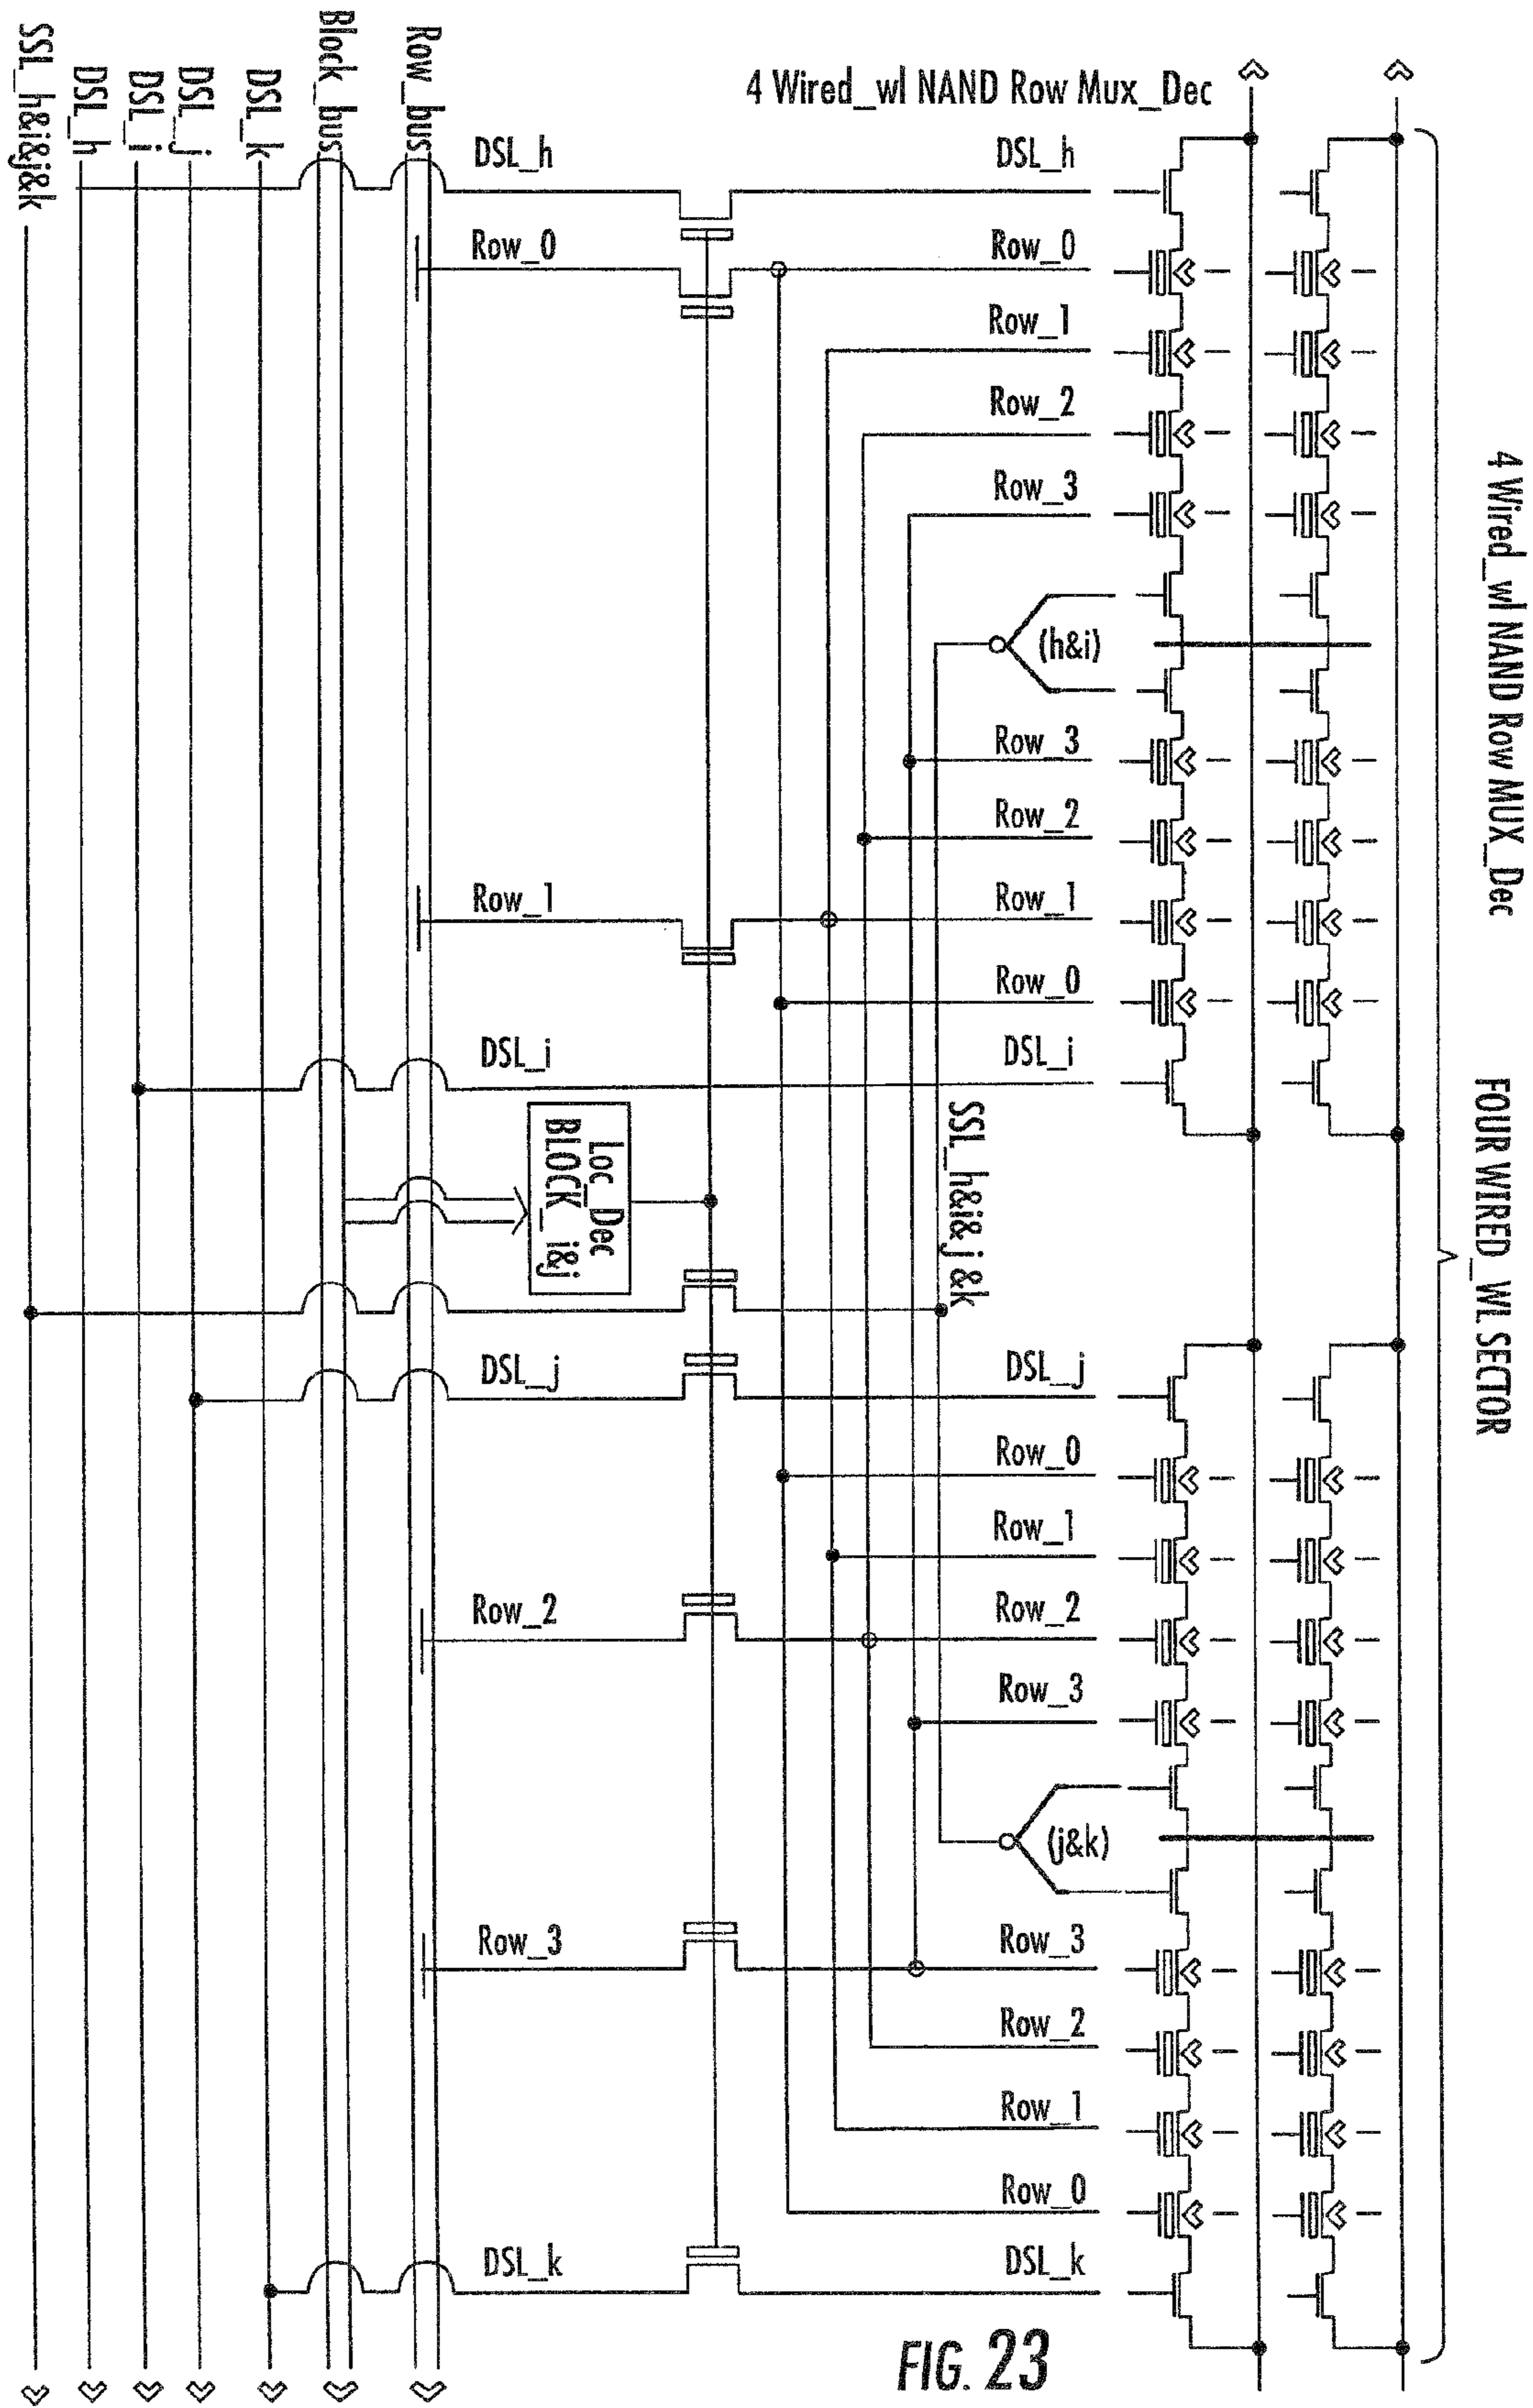 4 Wired_wl NAND Row MUX_Dec
FOUR WIRED_WL SECTOR
4 Wired_wl NAND Row Mux_Dec
Row_bus
Block_bus
DSL_k
DSL_j
DSL_i
DSL_h
SSL_h&i&j&k
DSL_h
DSL_h
Row_0
Row_0
Row_1
Row_2
Row_3
(h&i)
Row_3
Row_2
Row_1
Row_1
Row_0
DSL_i
DSL_i
Loc_Dec
BLOCK_i&j
SSL_h&i&j&k
DSL_j
DSL_j
Row_0
Row_1
Row_2
Row_2
Row_3
(j&k)
Row_3
Row_3
Row_2
Row_1
Row_0
DSL_k
DSL_k
FIG. 23